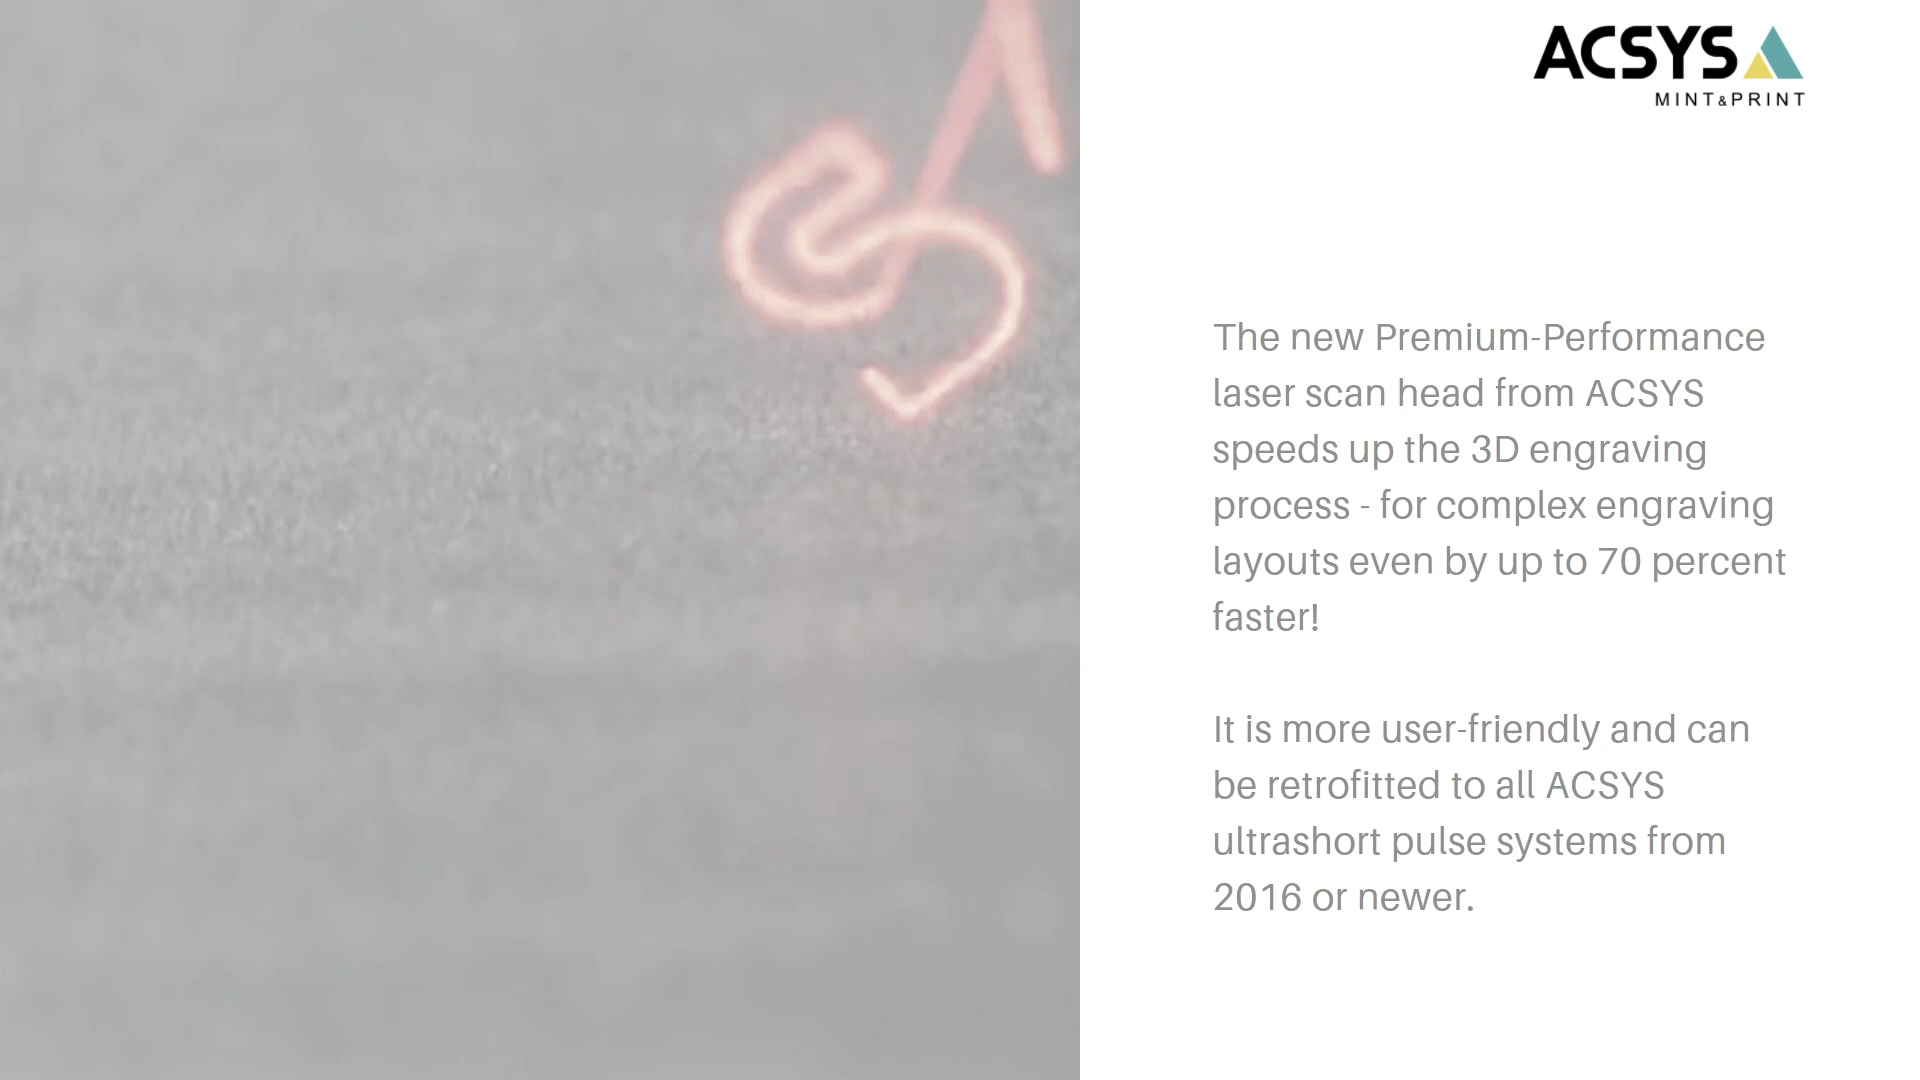 ACSYS
MINT&PRINT
The new Premium-Performance
laser scan head from ACSYS
speeds up the 3D engraving
process - for complex engraving
layouts even by up to 70 percent
faster!
It is more user-friendly and can
be retrofitted to all ACSYS
ultrashort pulse systems from
2016 or newer.